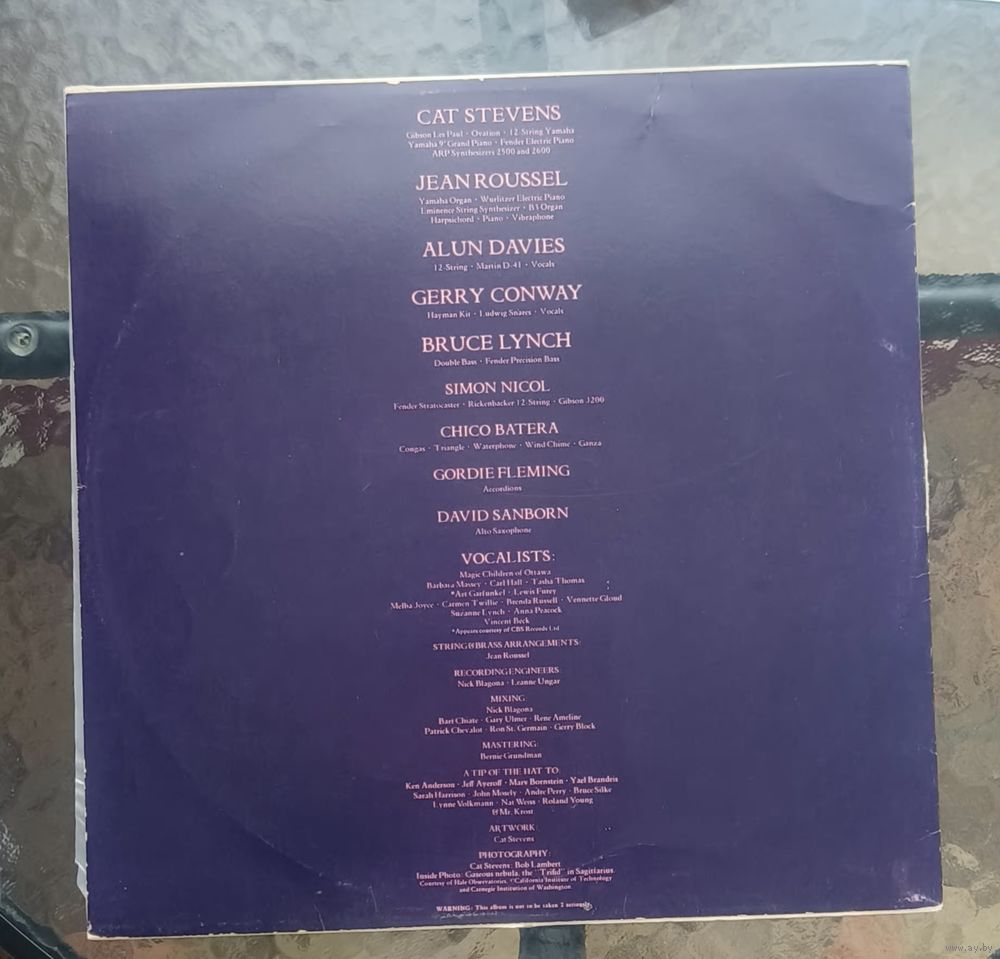 CAT STEVENS
Gibson Les Paul • Ovation • 12-String Yamaha
Yamaha 9' Grand Piano • Fender Electric Piano
ARP Synthesizers 2500 and 2600
JEAN ROUSSEL
Yamaha Organ • Wurlitzer Electric Piano
Eminence String Synthesizer • B3 Organ
Harpsichord • Piano • Vibraphone
ALUN DAVIES
12-String • Martin D-41 • Vocals
GERRY CONWAY
Hayman Kit • Ludwig Snares • Vocals
BRUCE LYNCH
Double Bass • Fender Precision Bass
SIMON NICOL
Fender Stratocaster • Rickenbacker 12-String • Gibson J200
CHICO BATERA
Congas • Triangle • Waterphone • Wind Chime • Ganza
GORDIE FLEMING
Accordions
DAVID SANBORN
Alto Saxophone
VOCALISTS:
Magic Children of Ottawa
Barbara Massey • Carl Hall • Tasha Thomas
*Art Garfunkel • Lewis Furey
Melba Joyce • Carmen Twillie • Brenda Russell • Vennette Gloud
Suzanne Lynch • Anna Peacock
Vincent Beck
*Appears courtesy of CBS Records Ltd
STRING & BRASS ARRANGEMENTS:
Jean Roussel
RECORDING ENGINEERS:
Nick Blagona • Leanne Ungar
MIXING:
Nick Blagona
Bart Chiate • Gary Ulmer • Rene Ameline
Patrick Chevalot • Ron St. Germain • Gerry Block
MASTERING:
Bernie Grundman
A TIP OF THE HAT TO:
Ken Anderson • Jeff Ayeroff • Marv Bornstein • Yael Brandeis
Sarah Harrison • John Mosely • Andre Perry • Bruce Silke
Lynne Volkmann • Nat Weiss • Roland Young
& Mr. Krost
ARTWORK:
Cat Stevens
PHOTOGRAPHY:
Cat Stevens: Bob Lambert
Inside Photo: Gaseous nebula, the "Trifid" in Sagittarius.
Courtesy of Hale Observatories, ©California Institute of Technology
and Carnegie Institution of Washington
WARNING: This album is not to be taken 2 seriously.
www.ay.by